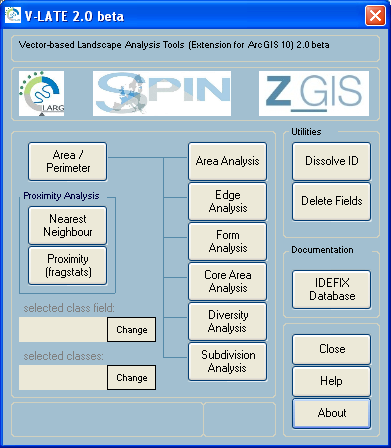 V-LATE 2.0 beta
Vector-based Landscape Analysis Tools (Extension for ArcGIS 10) 2.0 beta
LARG
SPIN
Z_GIS
Area /
Perimeter
Proximity Analysis
Nearest
Neighbour
Proximity
(fragstats)
selected class field:
Change
selected classes:
Change
Area Analysis
Edge
Analysis
Form
Analysis
Core Area
Analysis
Diversity
Analysis
Subdivision
Analysis
Utilities
Dissolve ID
Delete Fields
Documentation
IDEFIX
Database
Close
Help
About